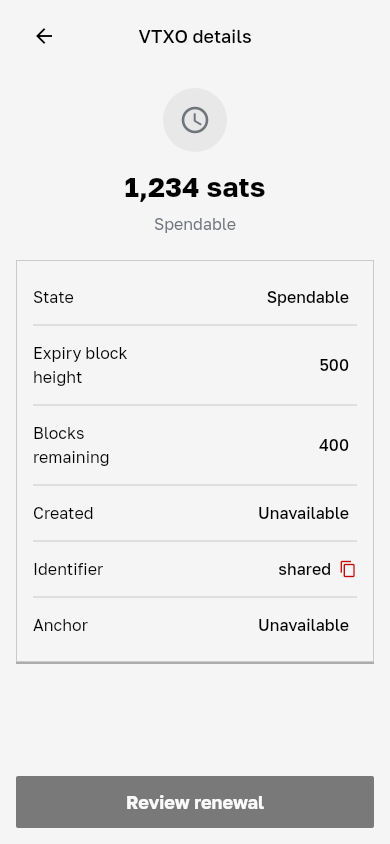 VTXO details
1,234 sats
Spendable
State Spendable
Expiry block
height 500
Blocks
remaining 400
Created Unavailable
Identifier shared
Anchor Unavailable
Review renewal